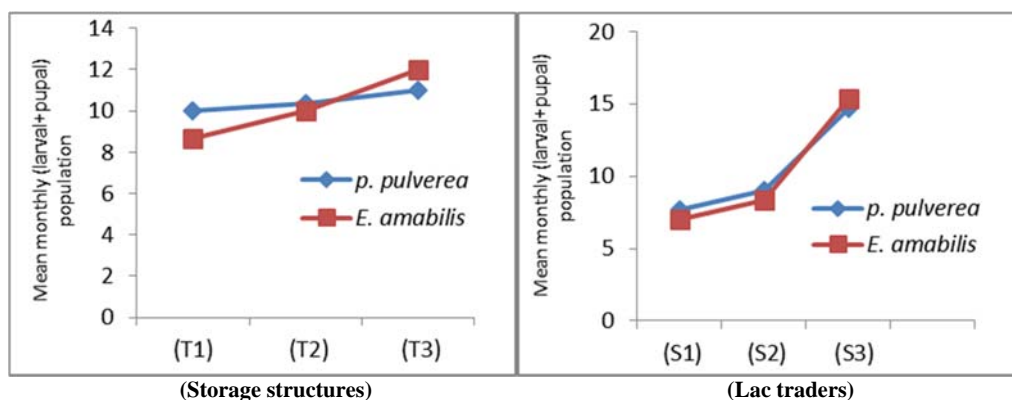 Mean monthly (larval+pupal)
population
14
12
10
8
6
4
2
0
p. pulverea
E. amabilis
(T1) (T2) (T3)
(Storage structures)
Mean monthly (larval+pupal)
population
20
15
10
5
0
p. pulverea
E. amabilis
(S1) (S2) (S3)
(Lac traders)